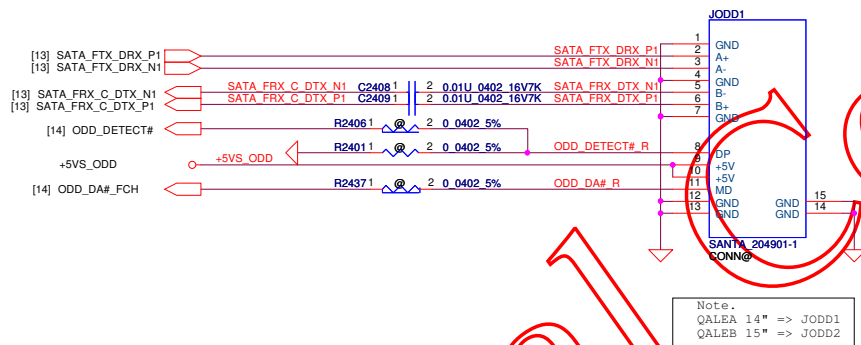 JODD1
1 GND
[13] SATA_FTX_DRX_P1 SATA_FTX_DRX_P1 2 A+
[13] SATA_FTX_DRX_N1 SATA_FTX_DRX_N1 3 A-
4 GND
[13] SATA_FRX_C_DTX_N1 SATA_FRX_C_DTX_N1 C2408 1 2 0.01U_0402_16V7K SATA_FRX_DTX_N1 5 B-
[13] SATA_FRX_C_DTX_P1 SATA_FRX_C_DTX_P1 C2409 1 2 0.01U_0402_16V7K SATA_FRX_DTX_P1 6 B+
7 GND
[14] ODD_DETECT# R2406 1 @ 2 0_0402_5%
R2401 1 @ 2 0_0402_5% ODD_DETECT#_R 8 DP
+5VS_ODD +5VS_ODD 9 +5V
10 +5V
[14] ODD_DA#_FCH R2437 1 @ 2 0_0402_5% ODD_DA#_R 11 MD
12 GND GND 15
13 GND GND 14
SANTA_204901-1
CONN@
Note.
QALEA 14" => JODD1
QALEB 15" => JODD2